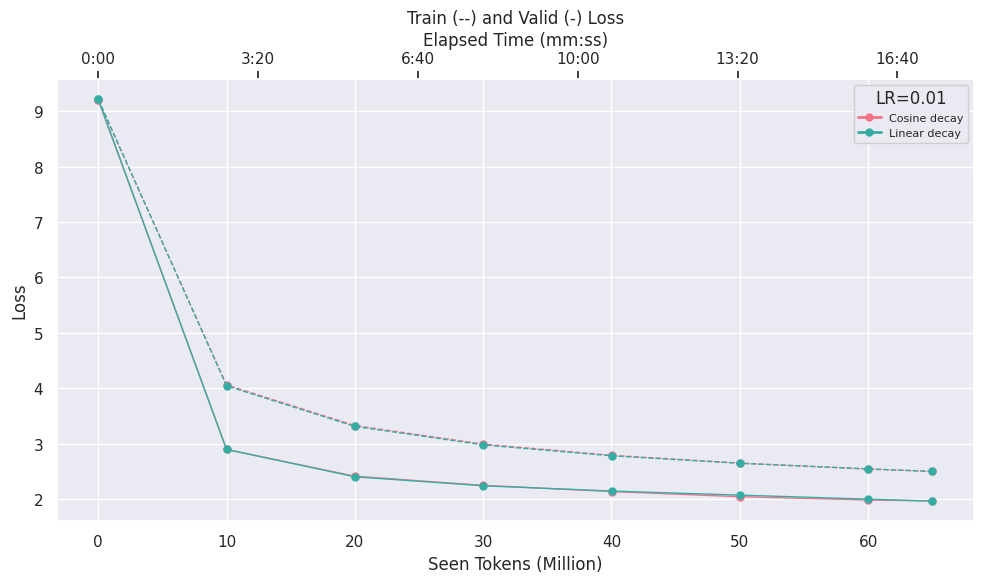 Train (--) and Valid (-) Loss
Elapsed Time (mm:ss)
0:00 3:20 6:40 10:00 13:20 16:40
LR=0.01
Cosine decay
Linear decay
9
8
7
6
5
4
3
2
Loss
0 10 20 30 40 50 60
Seen Tokens (Million)